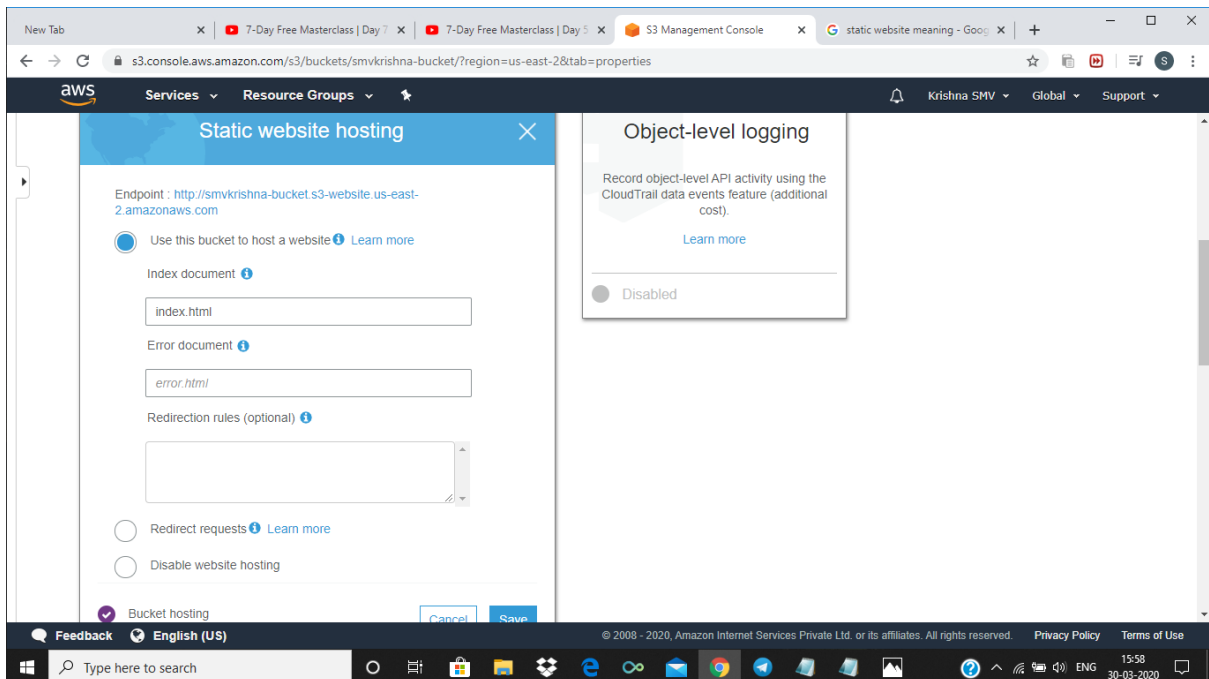 New Tab
7-Day Free Masterclass | Day 7
7-Day Free Masterclass | Day 5
S3 Management Console
static website meaning - Goog
s3.console.aws.amazon.com/s3/buckets/smvkrishna-bucket/?region=us-east-2&tab=properties
S
aws
Services
Resource Groups
Krishna SMV
Global
Support
Static website hosting
Endpoint : http://smvkrishna-bucket.s3-website.us-east-
2.amazonaws.com
Use this bucket to host a website Learn more
Index document
index.html
Error document
error.html
Redirection rules (optional)
Redirect requests Learn more
Disable website hosting
Bucket hosting
Cancel
Save
Object-level logging
Record object-level API activity using the
CloudTrail data events feature (additional
cost).
Learn more
Disabled
Feedback
English (US)
© 2008 - 2020, Amazon Internet Services Private Ltd. or its affiliates. All rights reserved.
Privacy Policy
Terms of Use
Type here to search
ENG
15:58
30-03-2020